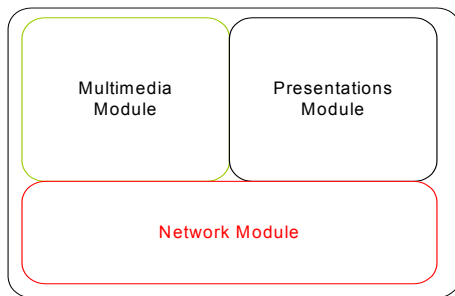 Multimedia
Module
Presentations
Module
Network Module